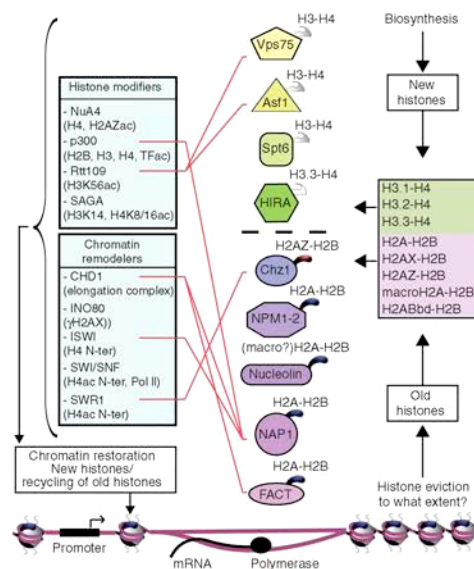 Histone modifiers
- NuA4
(H4, H2AZac)
- p300
(H2B, H3, H4, TFac)
- Rtt109
(H3K56ac)
- SAGA
(H3K14, H4K8/16ac)
Chromatin
remodelers
- CHD1
(elongation complex)
- INO80
(γH2AX))
- ISWI
(H4 N-ter)
- SWI/SNF
(H4ac N-ter, Pol II)
- SWR1
(H4ac N-ter)
Chromatin restoration
New histones/
recycling of old histones
H3-H4
Vps75
H3-H4
Asf1
H3-H4
Spt6
H3.3-H4
HIRA
H2AZ-H2B
Chz1
H2A-H2B
NPM1-2
(macro?)H2A-H2B
Nucleolin
H2A-H2B
NAP1
H2A-H2B
FACT
Biosynthesis
New
histones
H3.1-H4
H3.2-H4
H3.3-H4
H2A-H2B
H2AX-H2B
H2AZ-H2B
macroH2A-H2B
H2ABbd-H2B
Old
histones
Histone eviction
to what extent?
Promoter
mRNA
Polymerase